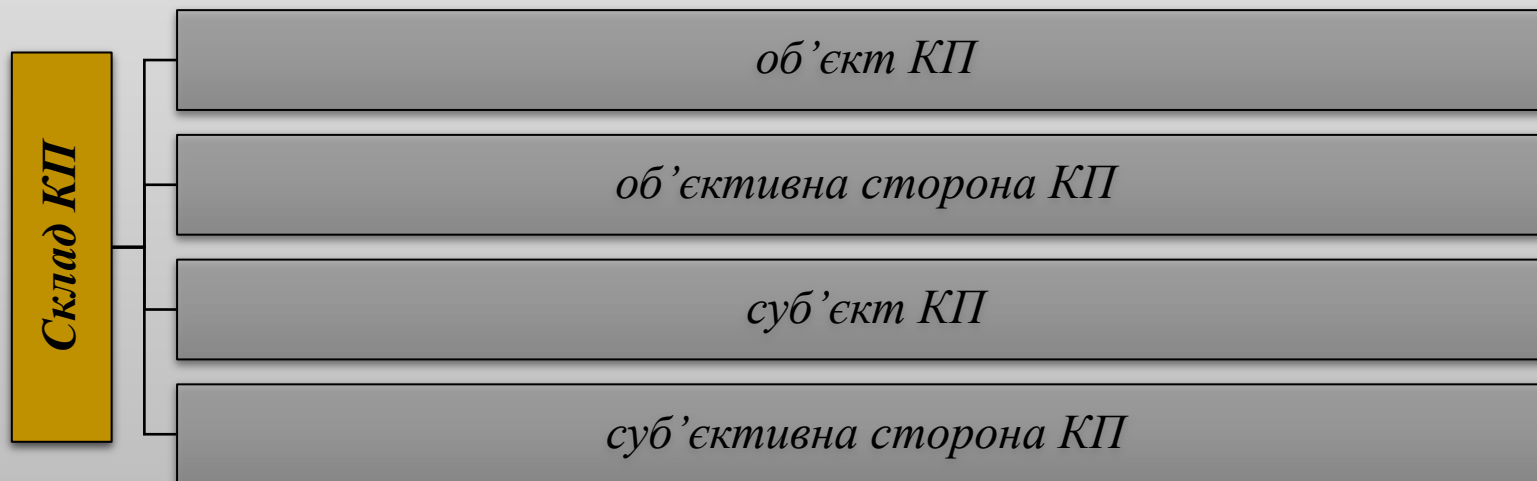 Склад КП
об’єкт КП
об’єктивна сторона КП
суб’єкт КП
суб’єктивна сторона КП